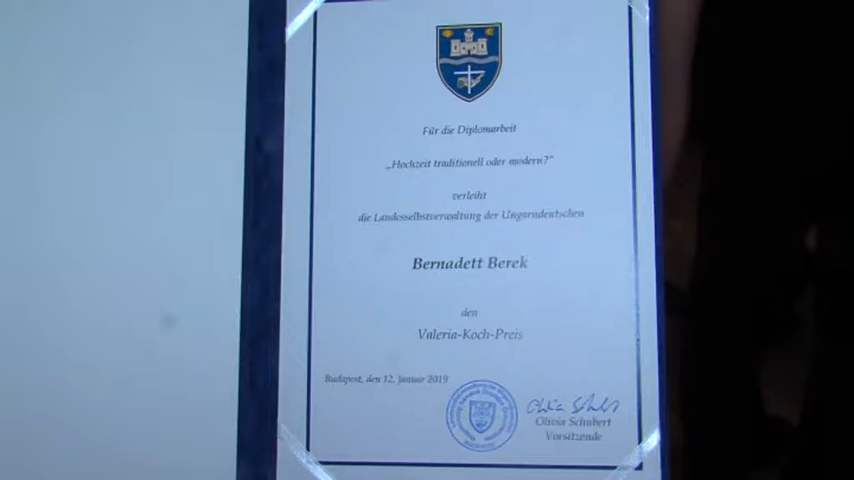 Für die Diplomarbeit
„Hochzeit traditionell oder modern?"
verleiht
die Landesselbstverwaltung der Ungarndeutschen
Bernadett Berek
den
Valeria-Koch-Preis
Budapest, den 12. Januar 2019
Olivia Schubert
Vorsitzende